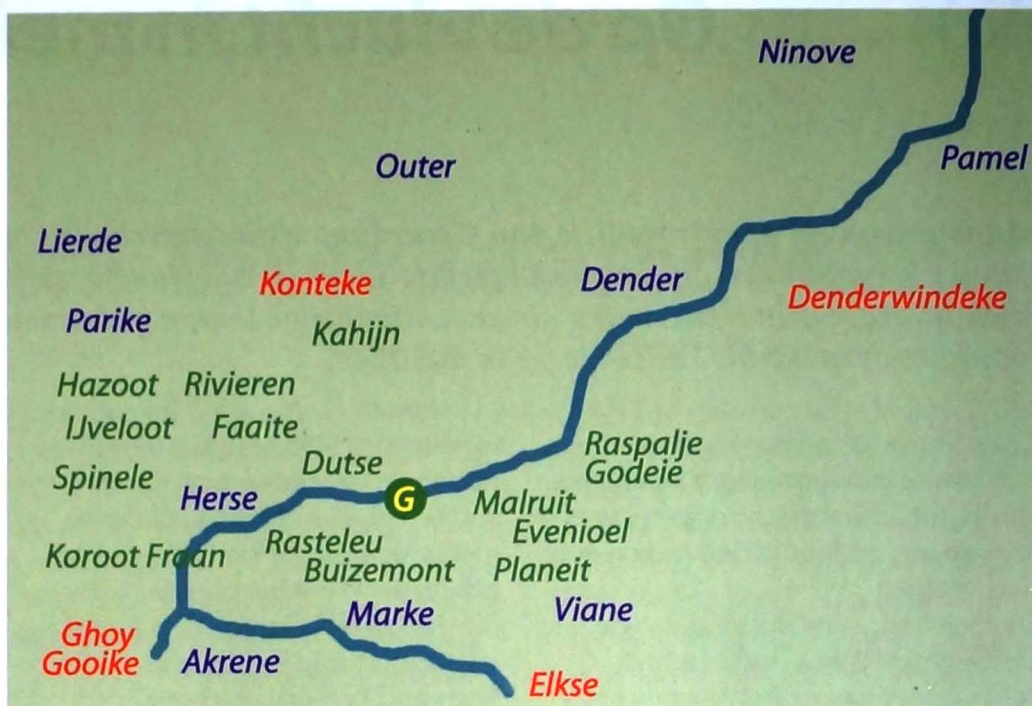 Ninove
Pamel
Outer
Lierde
Konteke
Dender
Denderwindeke
Parike
Kahijn
Hazoot Rivieren
IJveloot Faaite
Raspalje
Godeie
Spinele
Dutse
Herse
G
Malruit
Evenioel
Koroot Fraan
Rasteleu
Buizemont
Planeit
Marke
Viane
Ghoy
Gooike
Akrene
Elkse